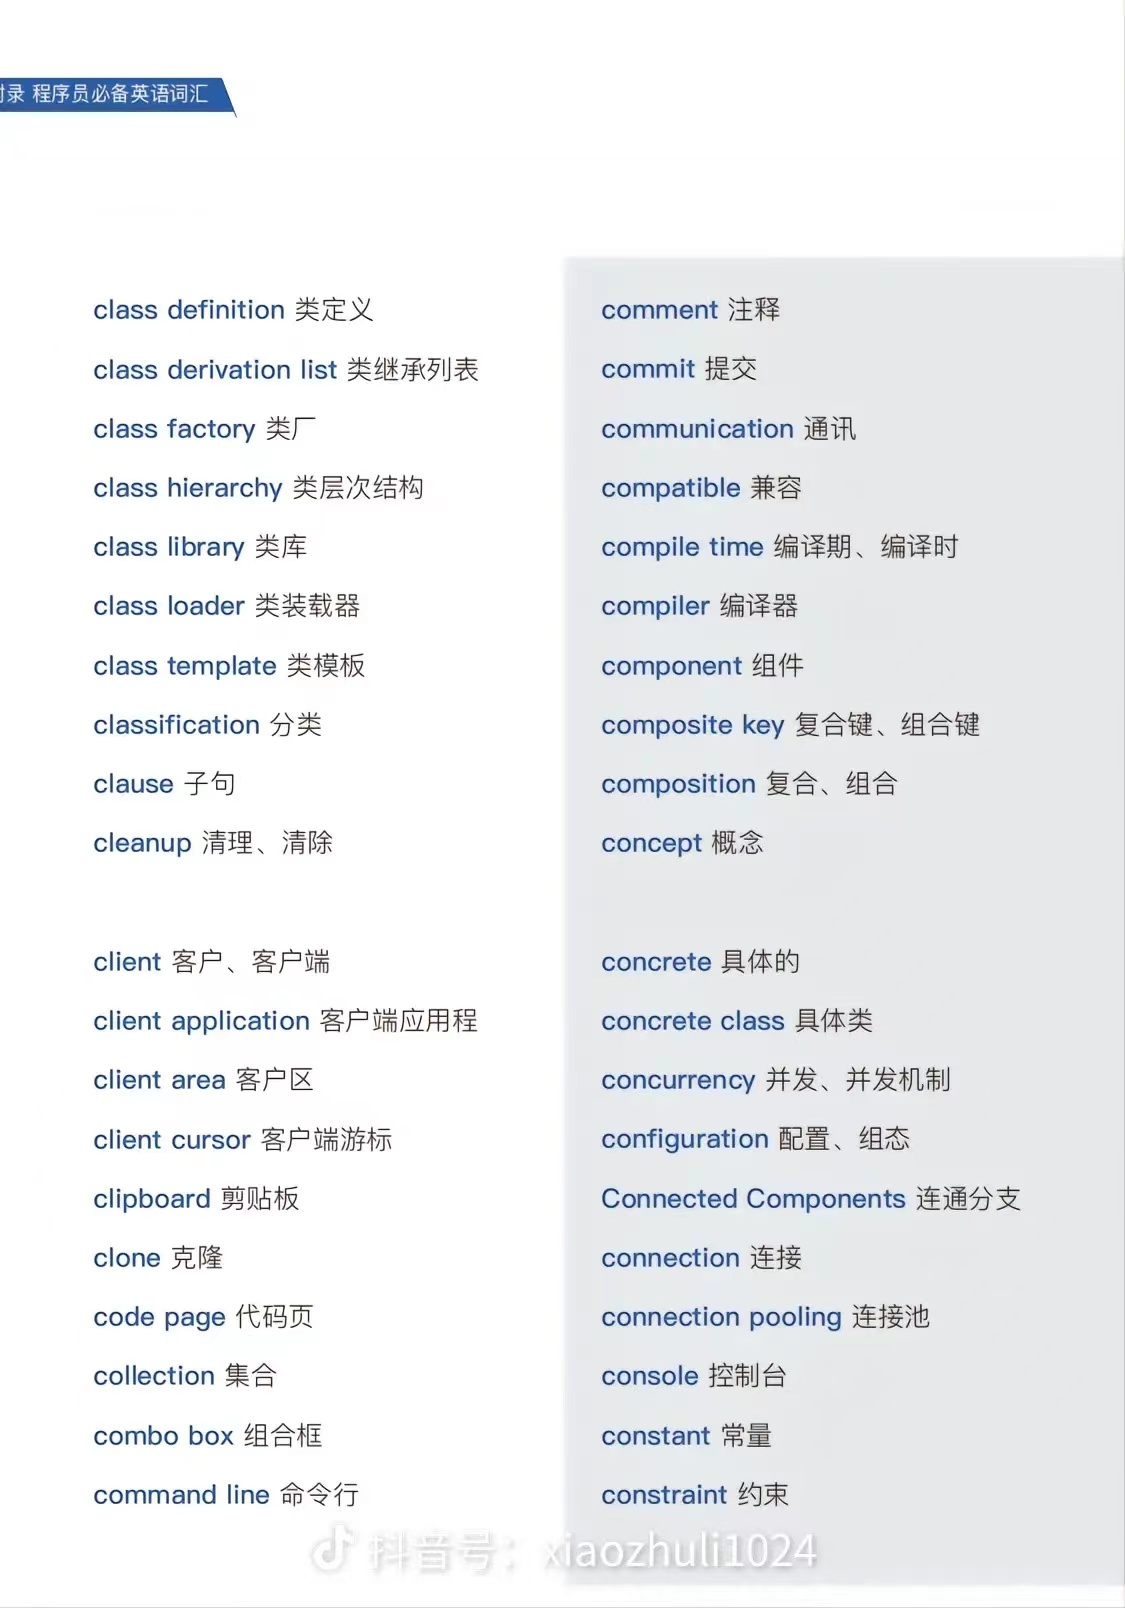 附录 程序员必备英语词汇
class definition 类定义
class derivation list 类继承列表
class factory 类厂
class hierarchy 类层次结构
class library 类库
class loader 类装载器
class template 类模板
classification 分类
clause 子句
cleanup 清理、清除
client 客户、客户端
client application 客户端应用程
client area 客户区
client cursor 客户端游标
clipboard 剪贴板
clone 克隆
code page 代码页
collection 集合
combo box 组合框
command line 命令行
comment 注释
commit 提交
communication 通讯
compatible 兼容
compile time 编译期、编译时
compiler 编译器
component 组件
composite key 复合键、组合键
composition 复合、组合
concept 概念
concrete 具体的
concrete class 具体类
concurrency 并发、并发机制
configuration 配置、组态
Connected Components 连通分支
connection 连接
connection pooling 连接池
console 控制台
constant 常量
constraint 约束
抖音号：xiaozhuli1024